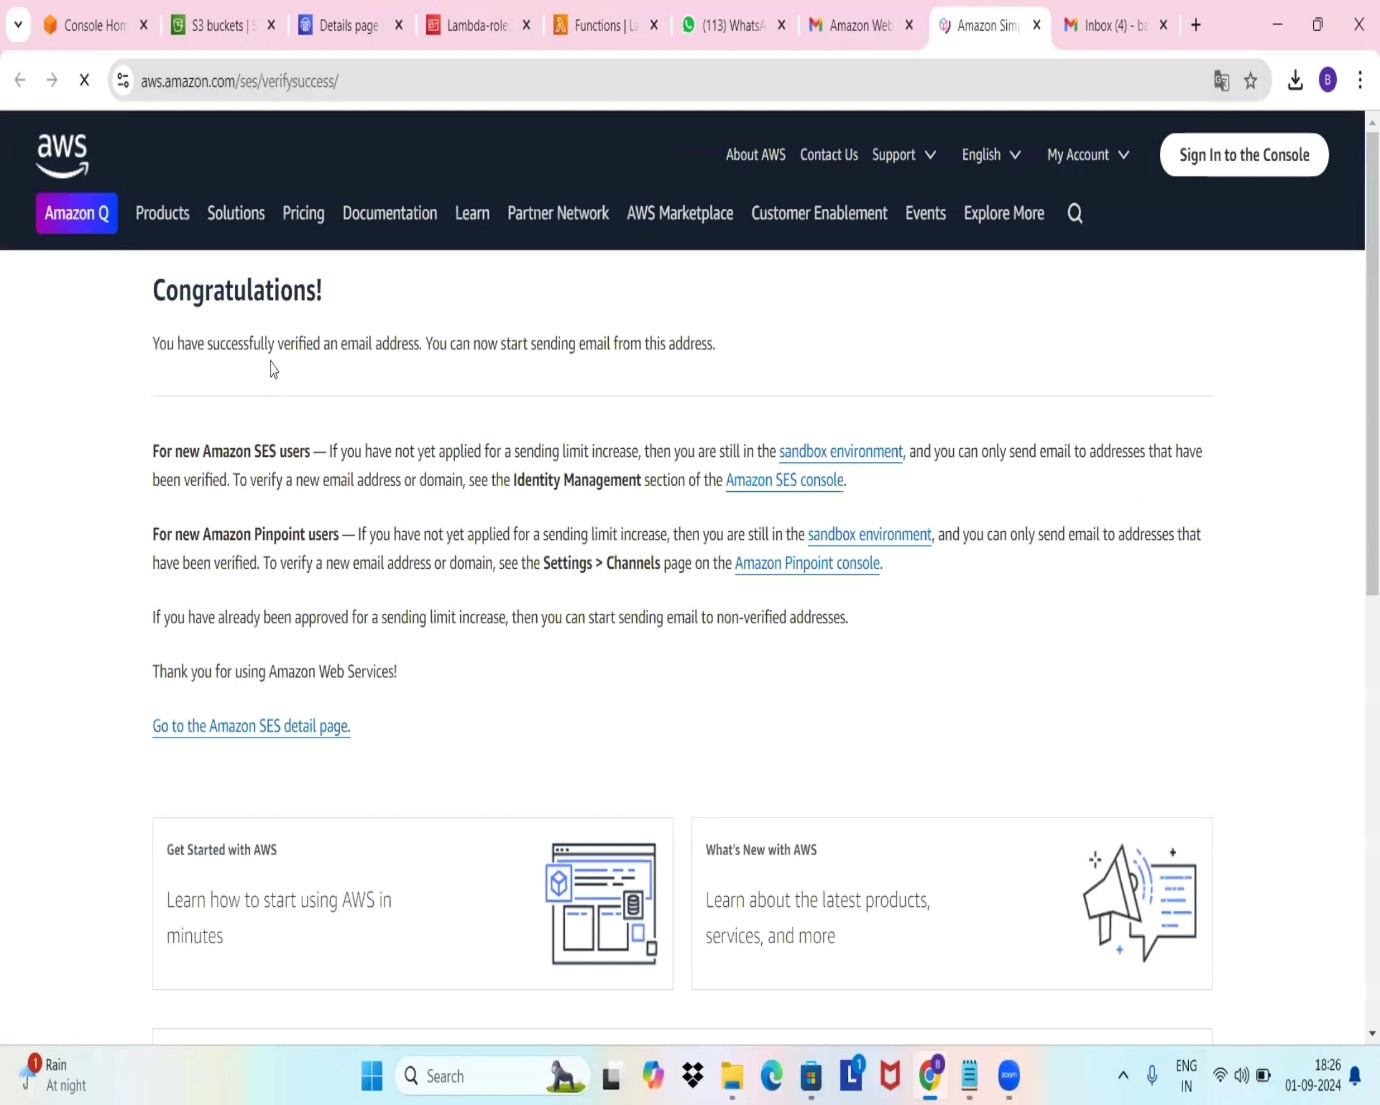 Console Hom
S3 buckets | S
Details page
Lambda-role
Functions | La
(113) WhatsA
Amazon Web
Amazon Sim
Inbox (4) - ba
aws.amazon.com/ses/verifysuccess/
B
aws
About AWS Contact Us Support English My Account Sign In to the Console
Amazon Q Products Solutions Pricing Documentation Learn Partner Network AWS Marketplace Customer Enablement Events Explore More
Congratulations!
You have successfully verified an email address. You can now start sending email from this address.
For new Amazon SES users — If you have not yet applied for a sending limit increase, then you are still in the sandbox environment, and you can only send email to addresses that have
been verified. To verify a new email address or domain, see the Identity Management section of the Amazon SES console.
For new Amazon Pinpoint users — If you have not yet applied for a sending limit increase, then you are still in the sandbox environment, and you can only send email to addresses that
have been verified. To verify a new email address or domain, see the Settings > Channels page on the Amazon Pinpoint console.
If you have already been approved for a sending limit increase, then you can start sending email to non-verified addresses.
Thank you for using Amazon Web Services!
Go to the Amazon SES detail page.
Get Started with AWS
Learn how to start using AWS in
minutes
What's New with AWS
Learn about the latest products,
services, and more
1
Rain
At night
Search
L 1
B
zoom
ENG
IN
18:26
01-09-2024